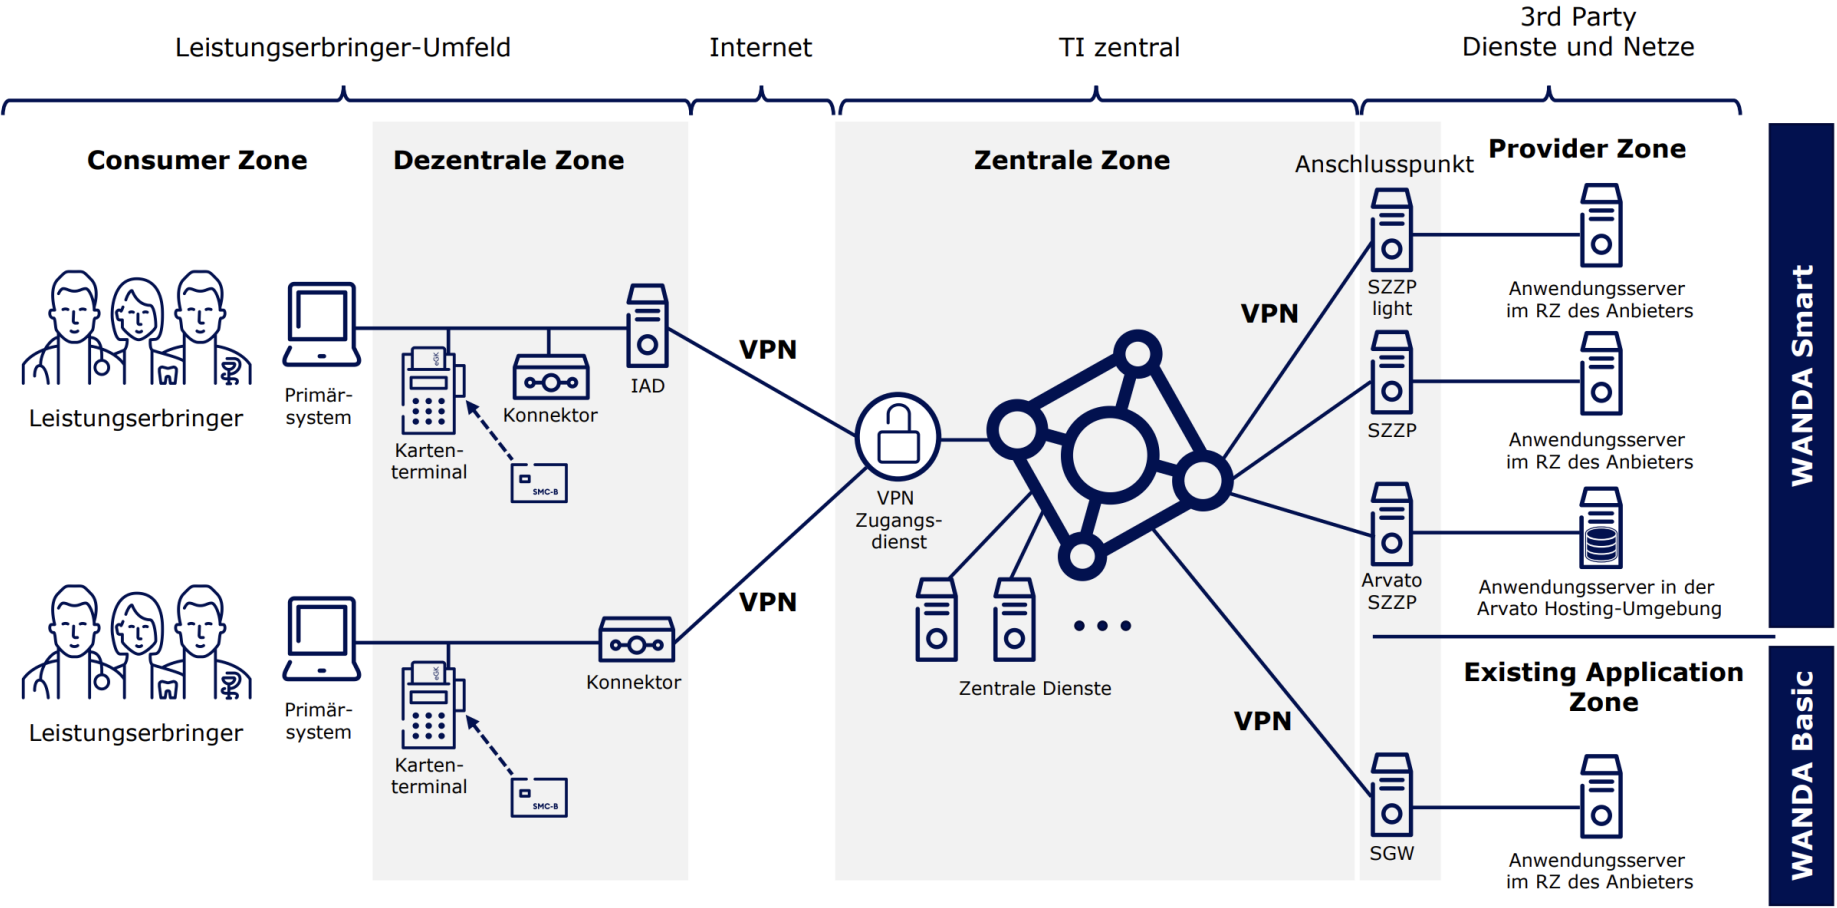 Leistungserbringer-Umfeld
Internet
TI zentral
3rd Party
Dienste und Netze
Consumer Zone
Dezentrale Zone
Zentrale Zone
Anschlusspunkt
Provider Zone
Leistungserbringer
Primär-
system
eGK
Karten-
terminal
SMC-B
Konnektor
IAD
VPN
VPN
Zugangs-
dienst
Zentrale Dienste
VPN
SZZP
light
Anwendungsserver
im RZ des Anbieters
SZZP
Anwendungsserver
im RZ des Anbieters
Arvato
SZZP
Anwendungsserver in der
Arvato Hosting-Umgebung
WANDA Smart
Leistungserbringer
Primär-
system
eGK
Karten-
terminal
SMC-B
Konnektor
VPN
VPN
Existing Application
Zone
SGW
Anwendungsserver
im RZ des Anbieters
WANDA Basic